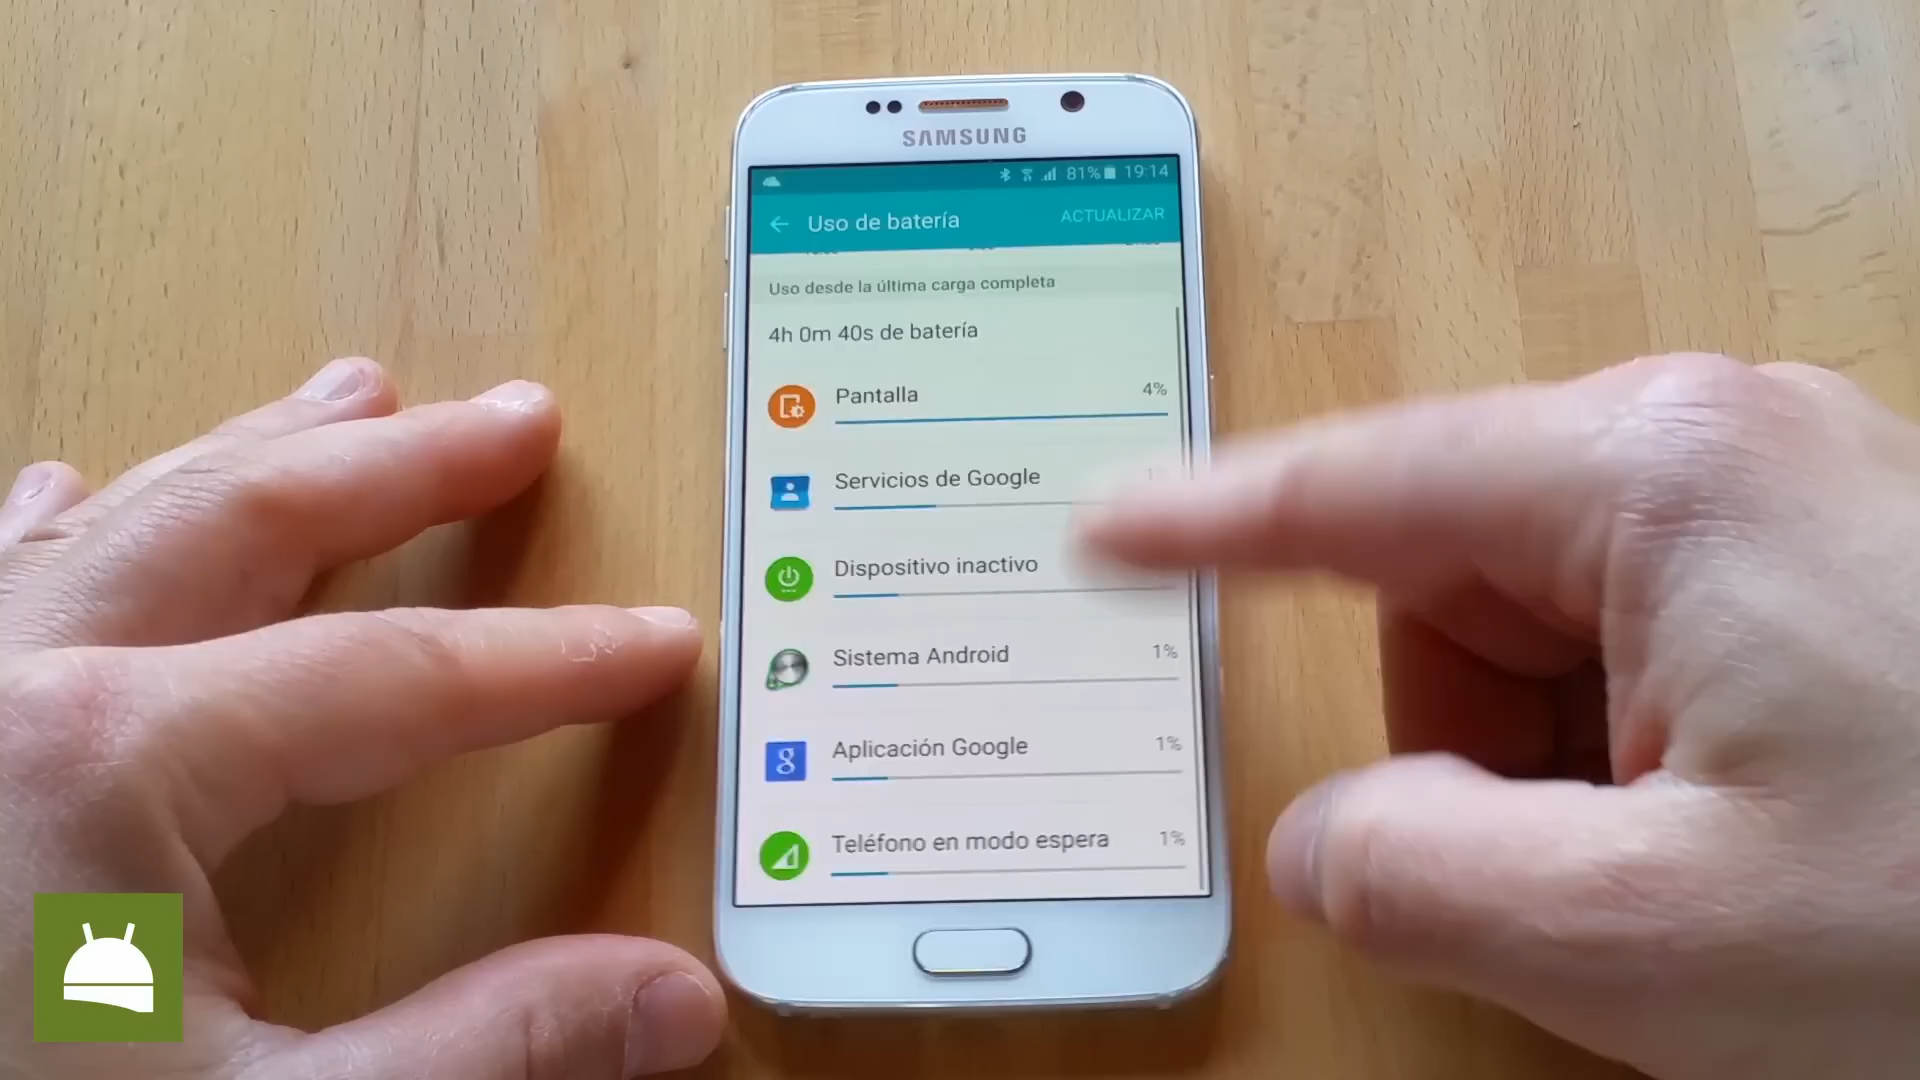 SAMSUNG
81% 19:14
Uso de batería
ACTUALIZAR
Uso desde la última carga completa
4h 0m 40s de batería
Pantalla 4%
Servicios de Google
Dispositivo inactivo
Sistema Android 1%
Aplicación Google 1%
Teléfono en modo espera 1%